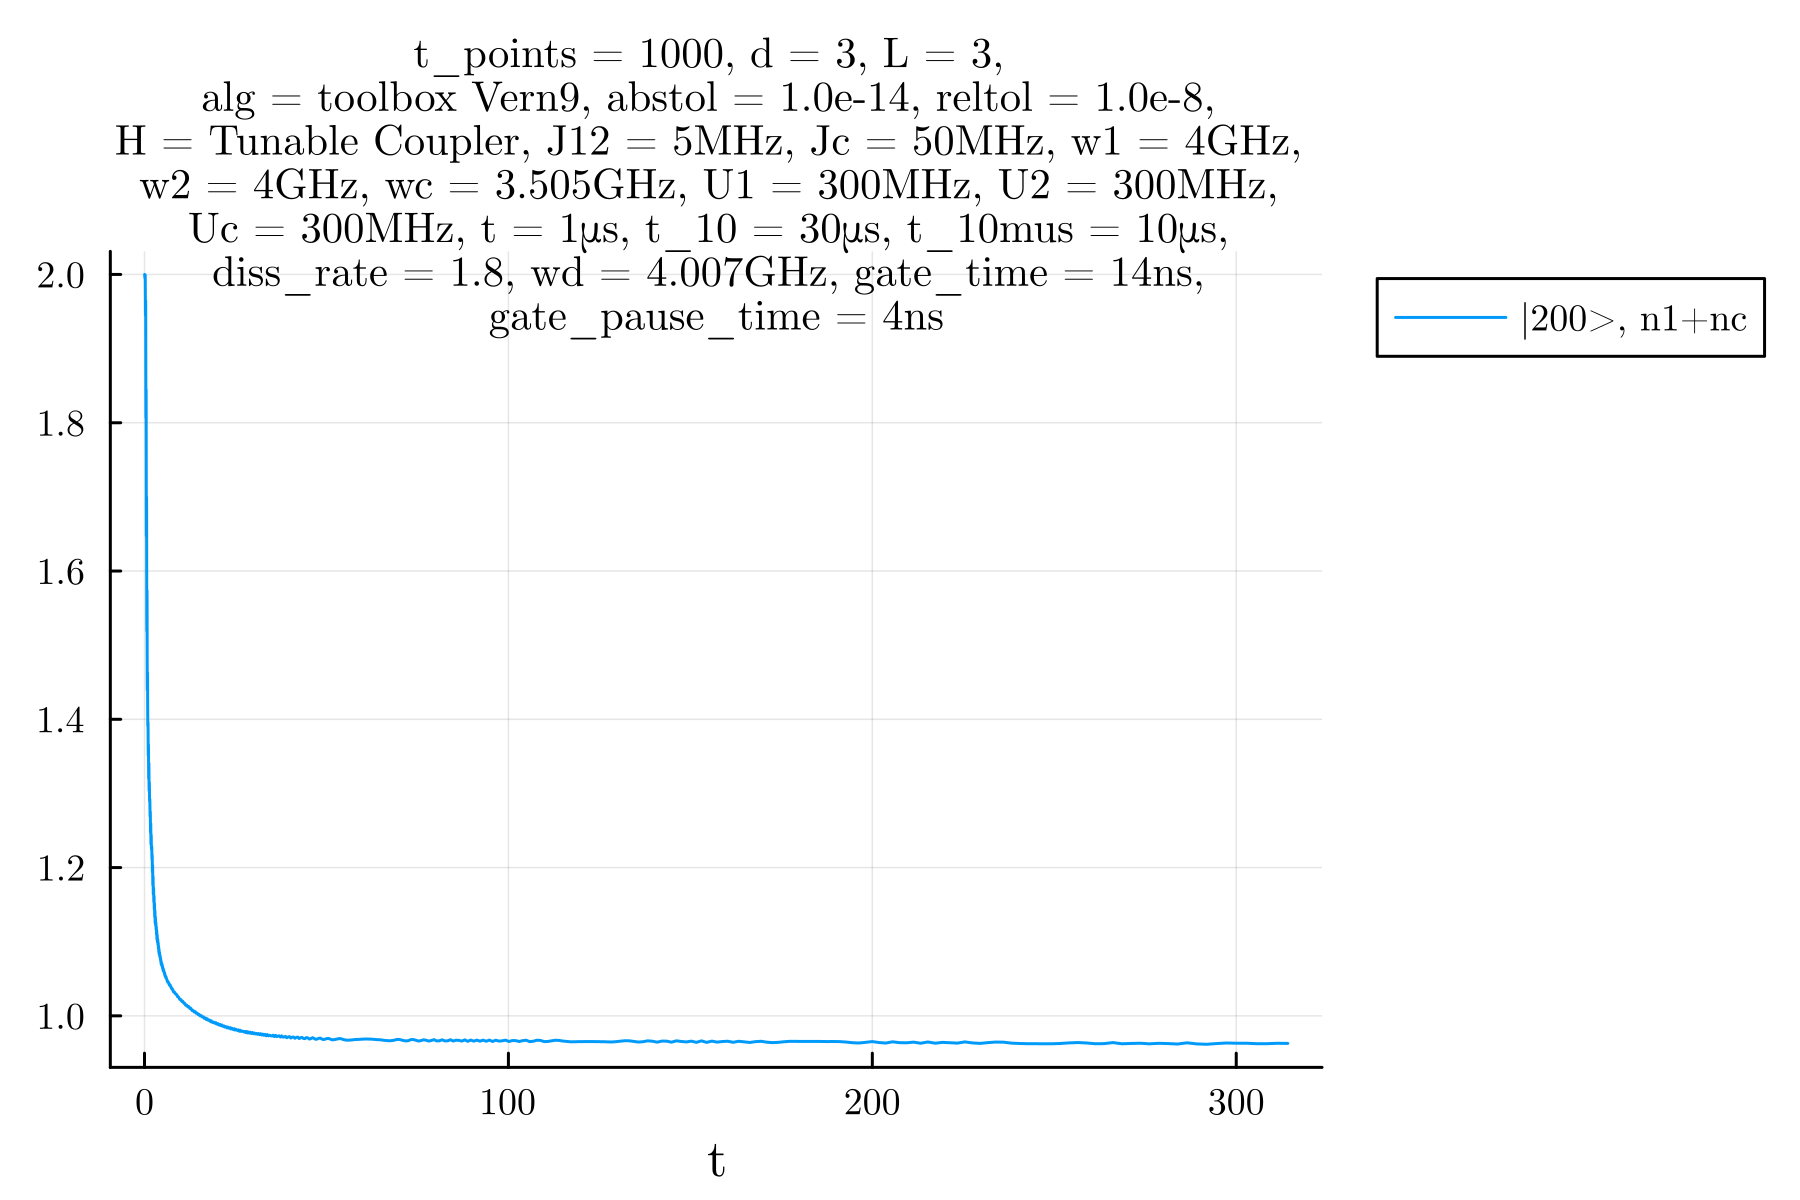 t_points = 1000, d = 3, L = 3,
alg = toolbox Vern9, abstol = 1.0e-14, reltol = 1.0e-8,
H = Tunable Coupler, J12 = 5MHz, Jc = 50MHz, w1 = 4GHz,
w2 = 4GHz, wc = 3.505GHz, U1 = 300MHz, U2 = 300MHz,
Uc = 300MHz, t = 1μs, t_10 = 30μs, t_10mus = 10μs,
diss_rate = 1.8, wd = 4.007GHz, gate_time = 14ns,
gate_pause_time = 4ns
|200>, n1+nc
2.0
1.8
1.6
1.4
1.2
1.0
0 100 200 300
t